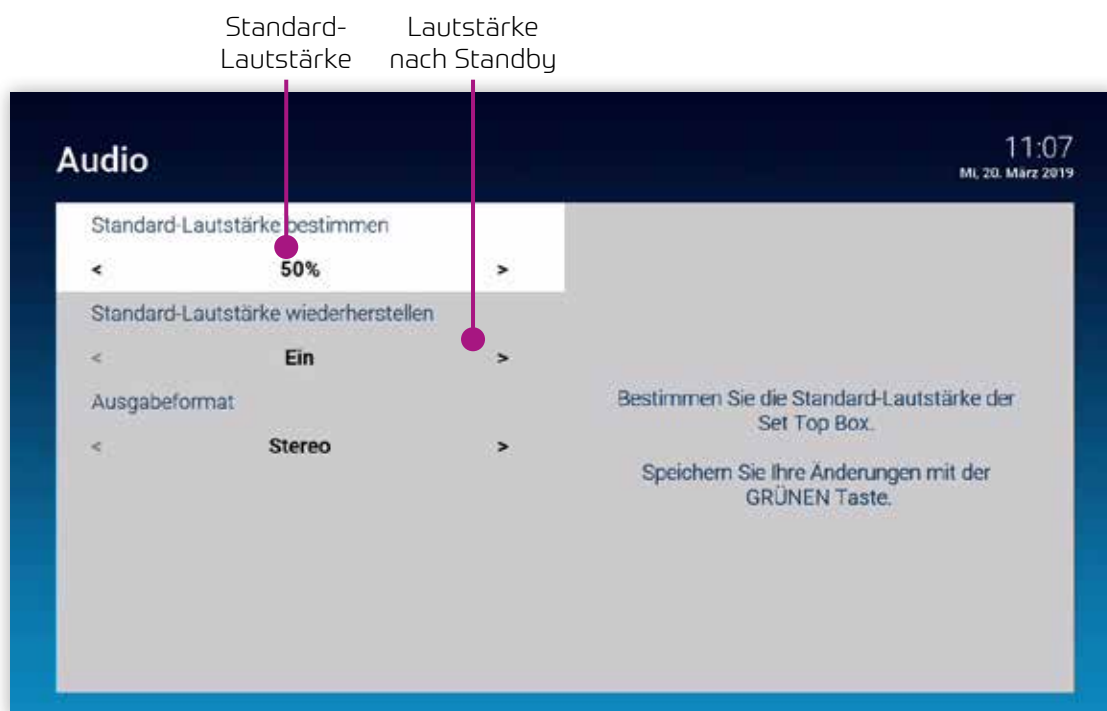 Standard-
Lautstärke
Lautstärke
nach Standby
Audio
11:07
Mi, 20. März 2019
Standard-Lautstärke bestimmen
< 50% >
Standard-Lautstärke wiederherstellen
< Ein >
Ausgabeformat
< Stereo >
Bestimmen Sie die Standard-Lautstärke der
Set Top Box.
Speichern Sie Ihre Änderungen mit der
GRÜNEN Taste.